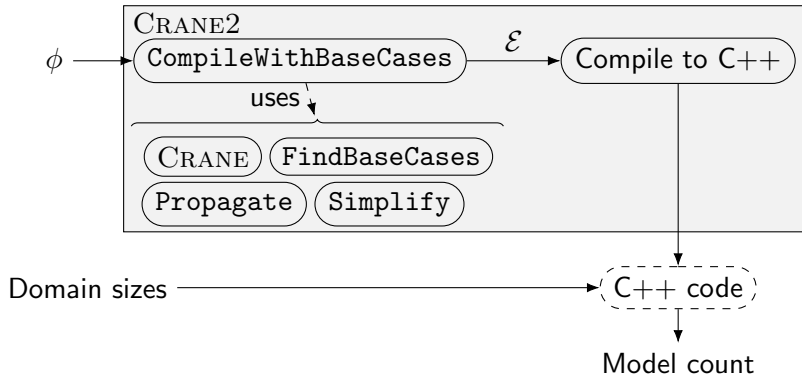 CRANE2
ϕ CompileWithBaseCases ℰ Compile to C++
uses
CRANE FindBaseCases
Propagate Simplify
Domain sizes C++ code
Model count